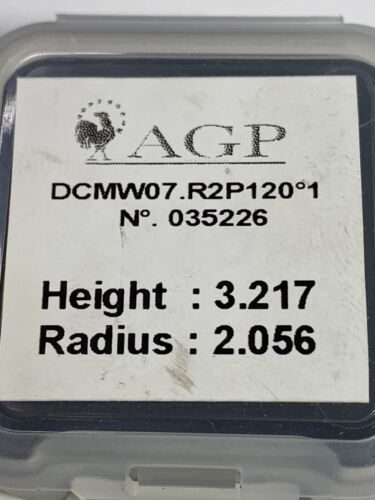 AGP
DCMW07.R2P120°1
N°. 035226
Height : 3.217
Radius : 2.056